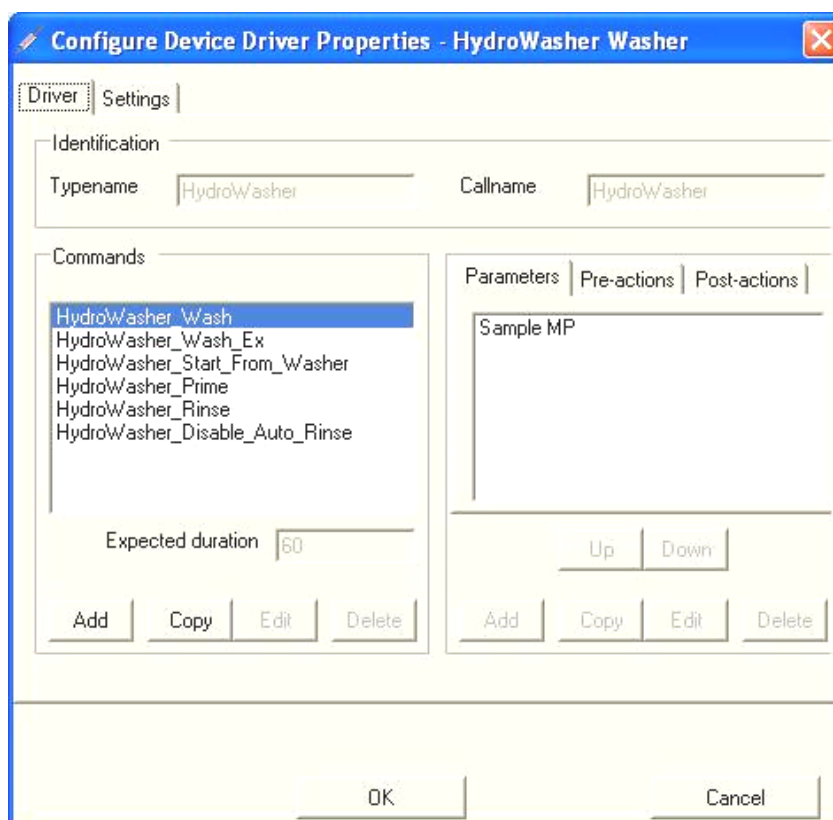 Configure Device Driver Properties - HydroWasher Washer
Driver Settings
Identification
Typename HydroWasher Callname HydroWasher
Commands
HydroWasher_Wash
HydroWasher_Wash_Ex
HydroWasher_Start_From_Washer
HydroWasher_Prime
HydroWasher_Rinse
HydroWasher_Disable_Auto_Rinse
Expected duration 60
Add Copy Edit Delete
Parameters Pre-actions Post-actions
Sample MP
Up Down
Add Copy Edit Delete
OK Cancel